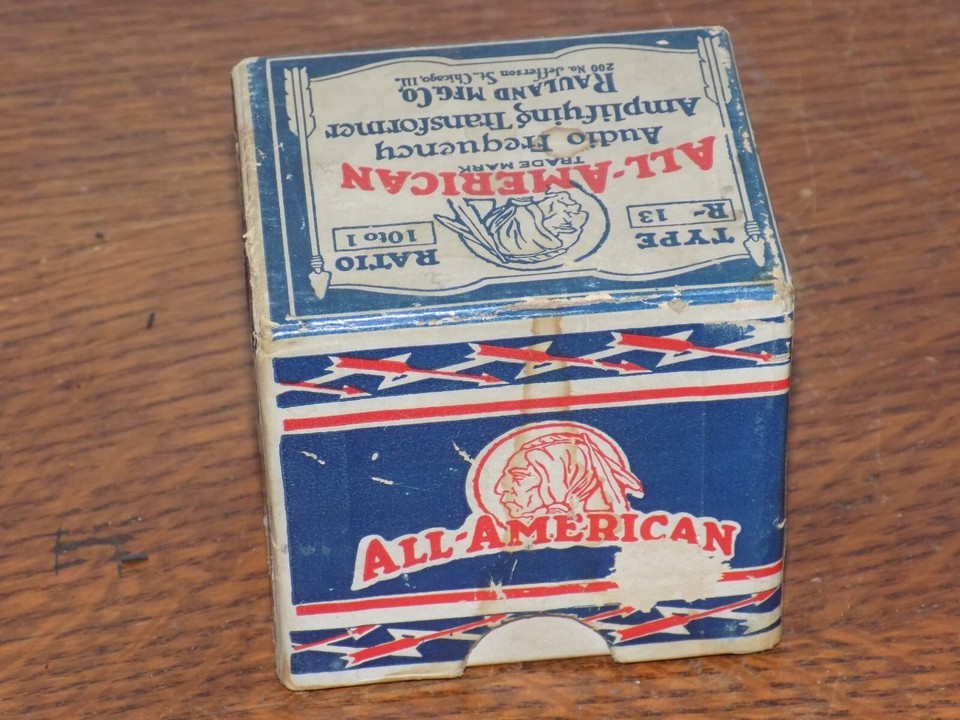 TYPE
R-13
RATIO
10 to 1
ALL-AMERICAN
TRADE MARK
Audio Frequency
Amplifying Transformer
RAULAND MFG. CO.
200 No. Jefferson St. Chicago, Ill.
ALL-AMERICAN